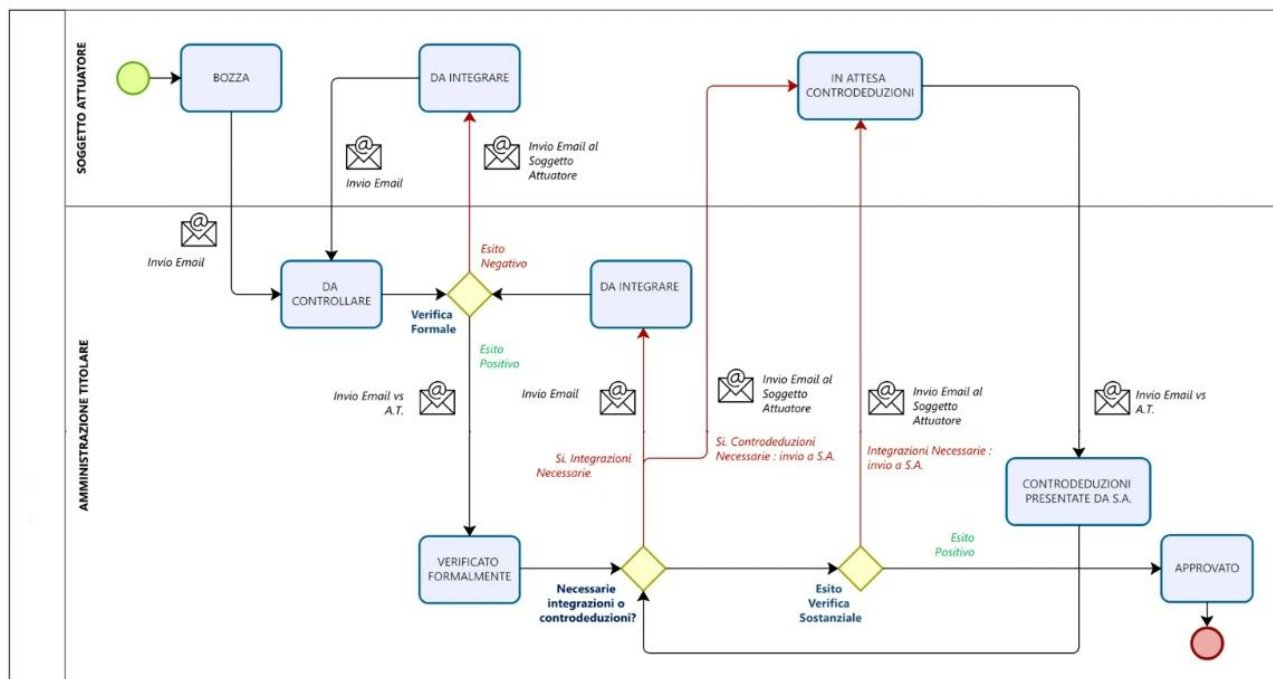 SOGGETTO ATTUATORE
BOZZA
DA INTEGRARE
IN ATTESA
CONTRODEDUZIONI
Invio Email
Invio Email al
Soggetto
Attuatore
AMMINISTRAZIONE TITOLARE
Invio Email
DA
CONTROLLARE
Verifica
Formale
Esito
Negativo
DA INTEGRARE
Esito
Positivo
Invio Email vs
A.T.
Invio Email
Invio Email al
Soggetto
Attuatore
Invio Email al
Soggetto
Attuatore
Invio Email vs
A.T.
Si. Integrazioni
Necessarie
Si. Controdeduzioni
Necessarie : invio a S.A.
Integrazioni Necessarie :
invio a S.A.
CONTRODEDUZIONI
PRESENTATE DA S.A.
VERIFICATO
FORMALMENTE
Necessarie
integrazioni o
controdeduzioni?
Esito
Verifica
Sostanziale
Esito
Positivo
APPROVATO